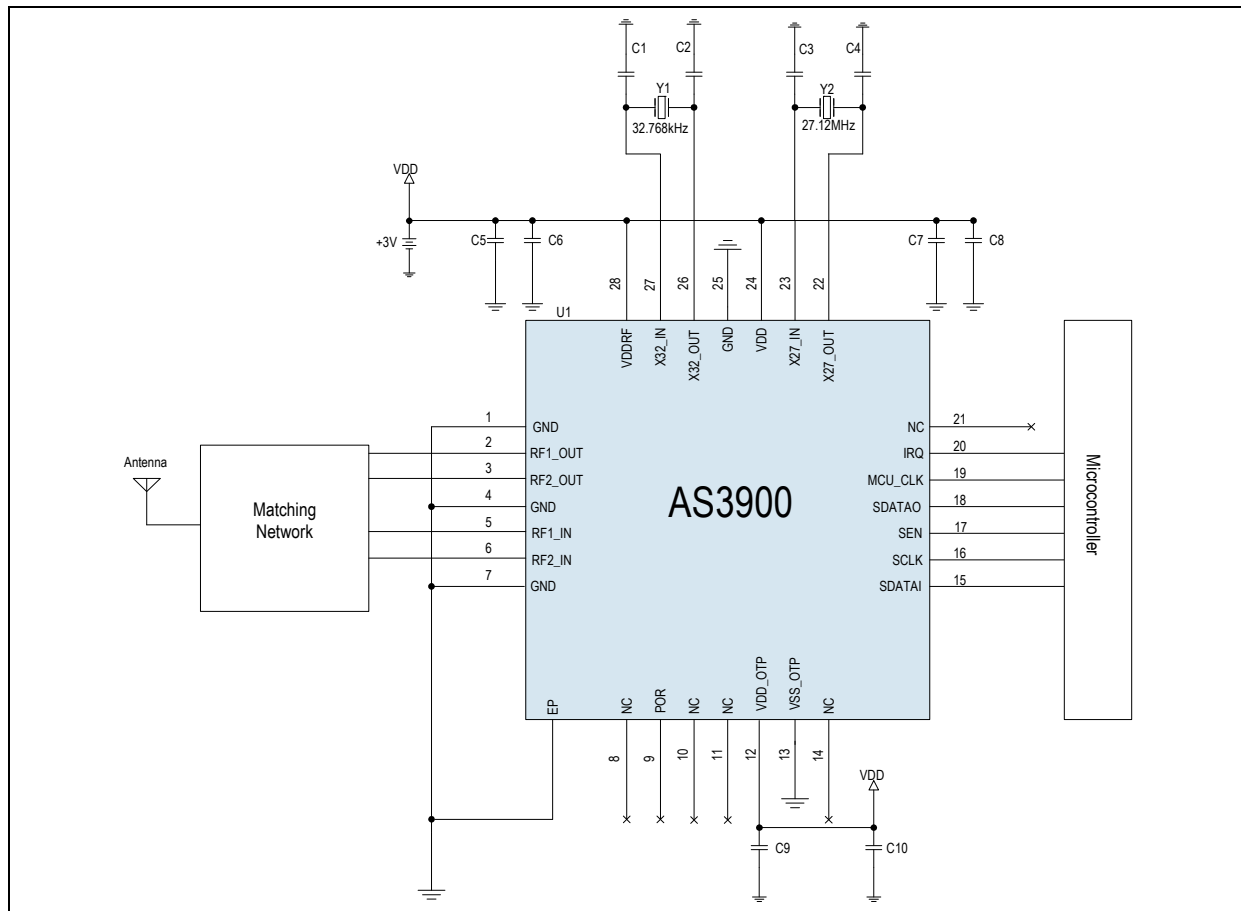 C1
C2
C3
C4
Y1
Y2
32.768kHz
27.12MHz
VDD
+3V
C5
C6
C7
C8
28
27
26
25
24
23
22
U1
VDDRF
X32_IN
X32_OUT
GND
VDD
X27_IN
X27_OUT
1
GND
2
RF1_OUT
3
RF2_OUT
4
GND
5
RF1_IN
6
RF2_IN
7
GND
Antenna
Matching
Network
AS3900
NC
21
IRQ
20
MCU_CLK
19
SDATAO
18
SEN
17
SCLK
16
SDATAI
15
Microcontroller
EP
NC
POR
NC
NC
VDD_OTP
VSS_OTP
NC
8
9
10
11
12
13
14
VDD
C9
C10